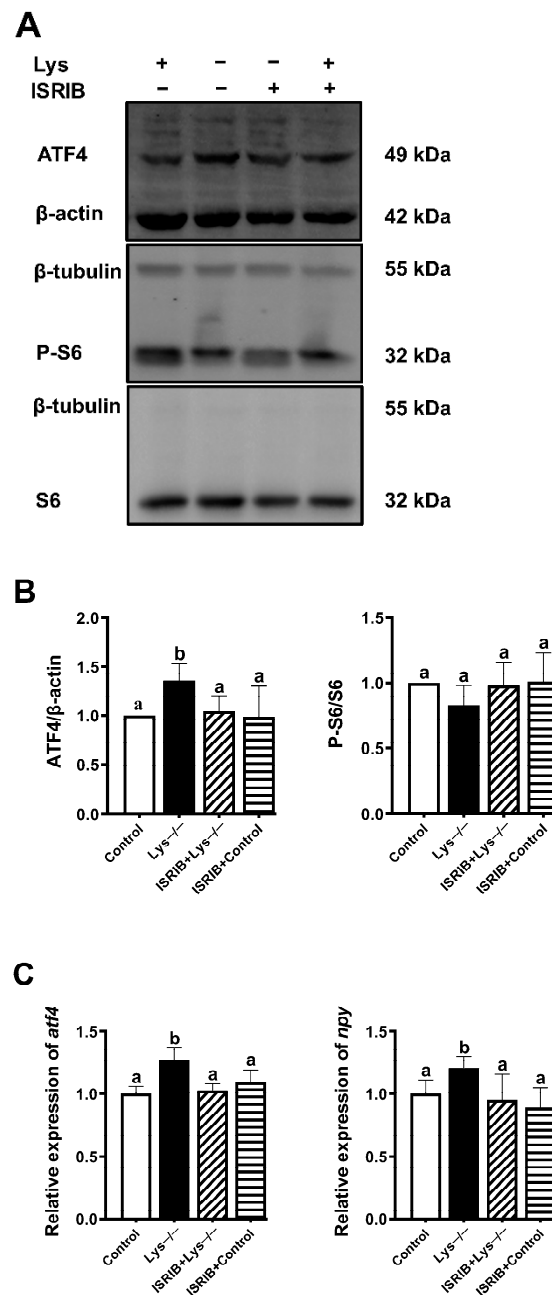 A
Lys + − − +
ISRIB − − + +
ATF4 49 kDa
β-actin 42 kDa
β-tubulin 55 kDa
P-S6 32 kDa
β-tubulin 55 kDa
S6 32 kDa
B
ATF4/β-actin
2.0
1.5
1.0
0.5
0.0
a b a a
Control Lys−/− ISRIB+Lys−/− ISRIB+Control
P-S6/S6
1.5
1.0
0.5
0.0
a a a a
Control Lys−/− ISRIB+Lys−/− ISRIB+Control
C
Relative expression of atf4
1.5
1.0
0.5
0.0
a b a a
Control Lys−/− ISRIB+Lys−/− ISRIB+Control
Relative expression of npy
1.5
1.0
0.5
0.0
a b a a
Control Lys−/− ISRIB+Lys−/− ISRIB+Control